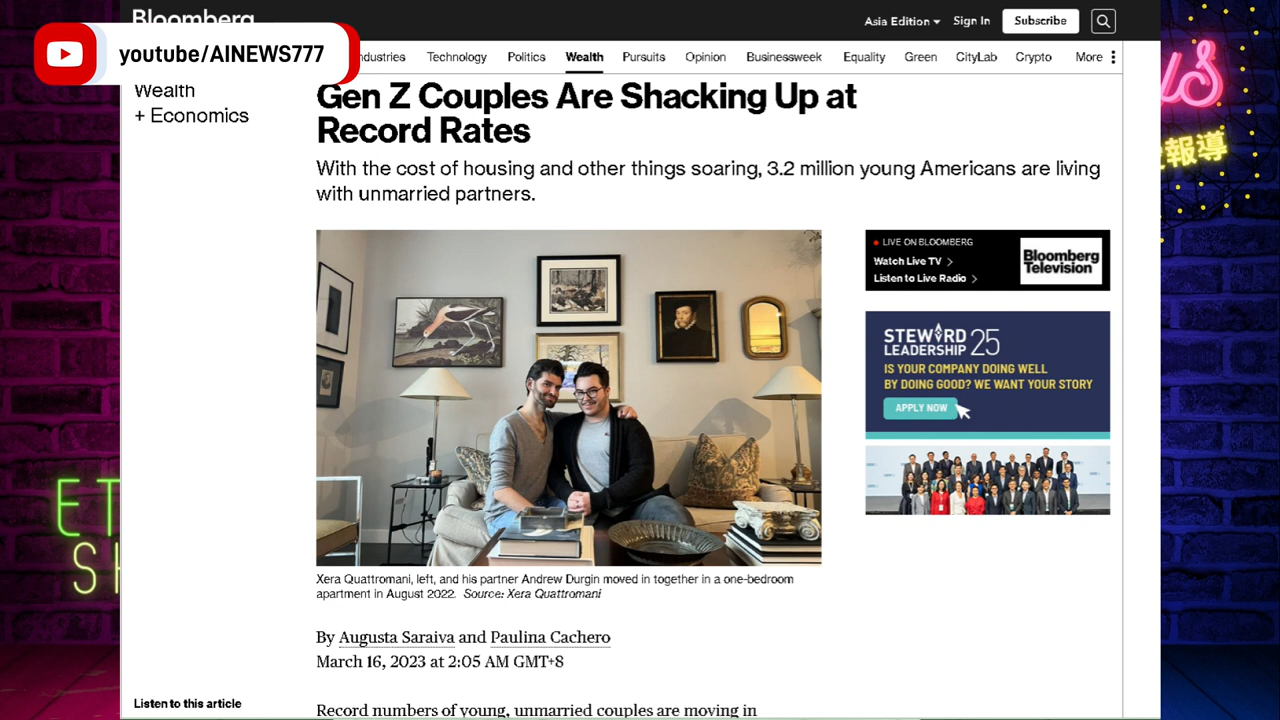 Bloomberg
Asia Edition
Sign In
Subscribe
youtube/AINEWS777
Industries
Technology
Politics
Wealth
Pursuits
Opinion
Businessweek
Equality
Green
CityLab
Crypto
More
Wealth
+ Economics
Gen Z Couples Are Shacking Up at
Record Rates
With the cost of housing and other things soaring, 3.2 million young Americans are living
with unmarried partners.
LIVE ON BLOOMBERG
Watch Live TV
Listen to Live Radio
Bloomberg
Television
STEWARD
LEADERSHIP 25
IS YOUR COMPANY DOING WELL
BY DOING GOOD? WE WANT YOUR STORY
APPLY NOW
Xera Quattromani, left, and his partner Andrew Durgin moved in together in a one-bedroom
apartment in August 2022. Source: Xera Quattromani
By Augusta Saraiva and Paulina Cachero
March 16, 2023 at 2:05 AM GMT+8
Listen to this article
Record numbers of young, unmarried couples are moving in
報導
ET